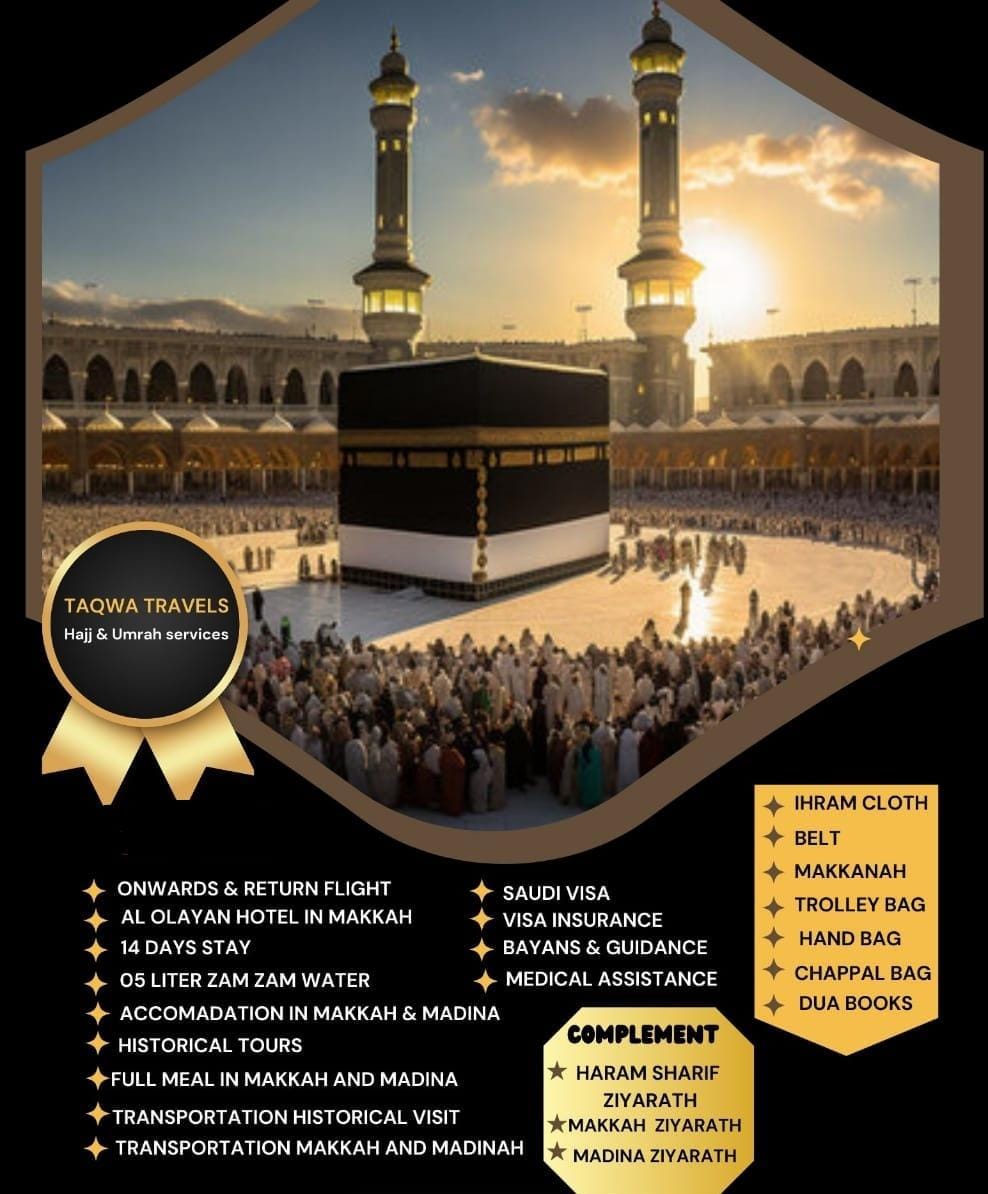 TAQWA TRAVELS
Hajj & Umrah services
ONWARDS & RETURN FLIGHT
AL OLAYAN HOTEL IN MAKKAH
14 DAYS STAY
05 LITER ZAM ZAM WATER
ACCOMADATION IN MAKKAH & MADINA
HISTORICAL TOURS
FULL MEAL IN MAKKAH AND MADINA
TRANSPORTATION HISTORICAL VISIT
TRANSPORTATION MAKKAH AND MADINAH
SAUDI VISA
VISA INSURANCE
BAYANS & GUIDANCE
MEDICAL ASSISTANCE
COMPLEMENT
HARAM SHARIF
ZIYARATH
MAKKAH ZIYARATH
MADINA ZIYARATH
IHRAM CLOTH
BELT
MAKKANAH
TROLLEY BAG
HAND BAG
CHAPPAL BAG
DUA BOOKS